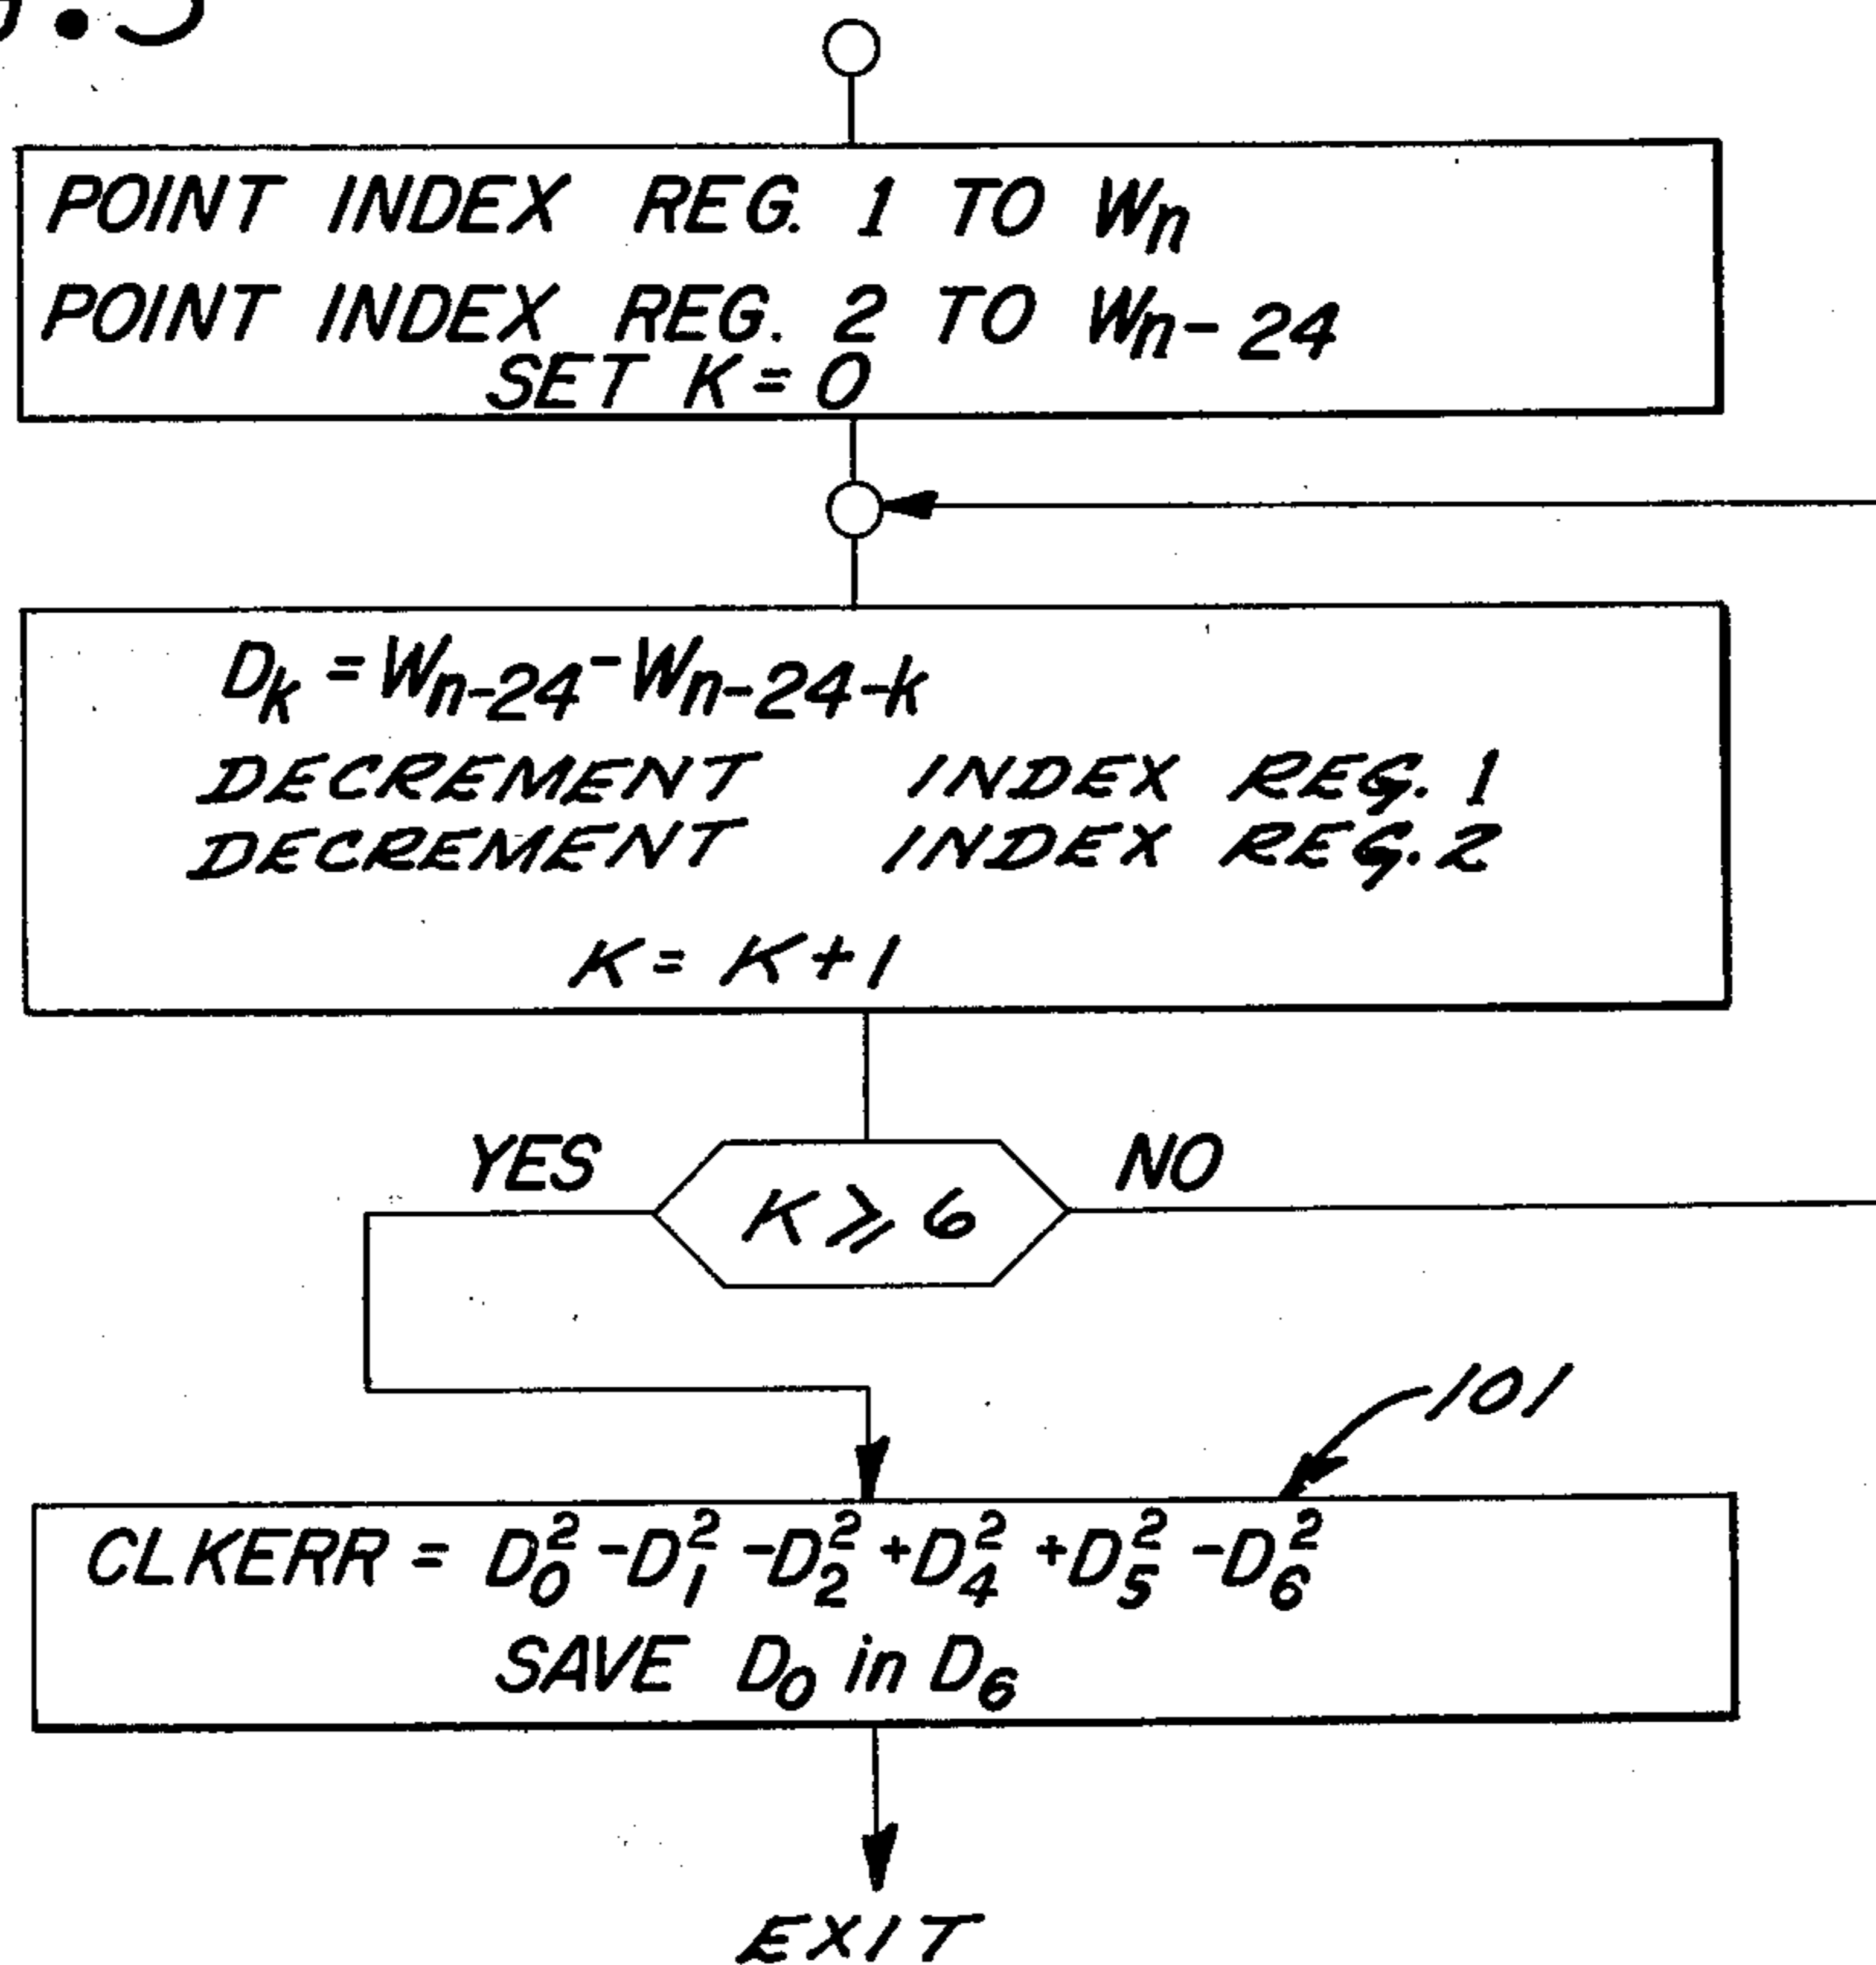 .5
POINT INDEX REG. 1 TO Wn
POINT INDEX REG. 2 TO Wn-24
SET K=0
Dk = Wn-24 - Wn-24-k
DECREMENT INDEX REG. 1
DECREMENT INDEX REG. 2
K = K+1
YES
K ⩾ 6
NO
101
CLKERR = D₀² - D₁² - D₂² + D₄² + D₅² - D₆²
SAVE D₀ in D₆
EXIT